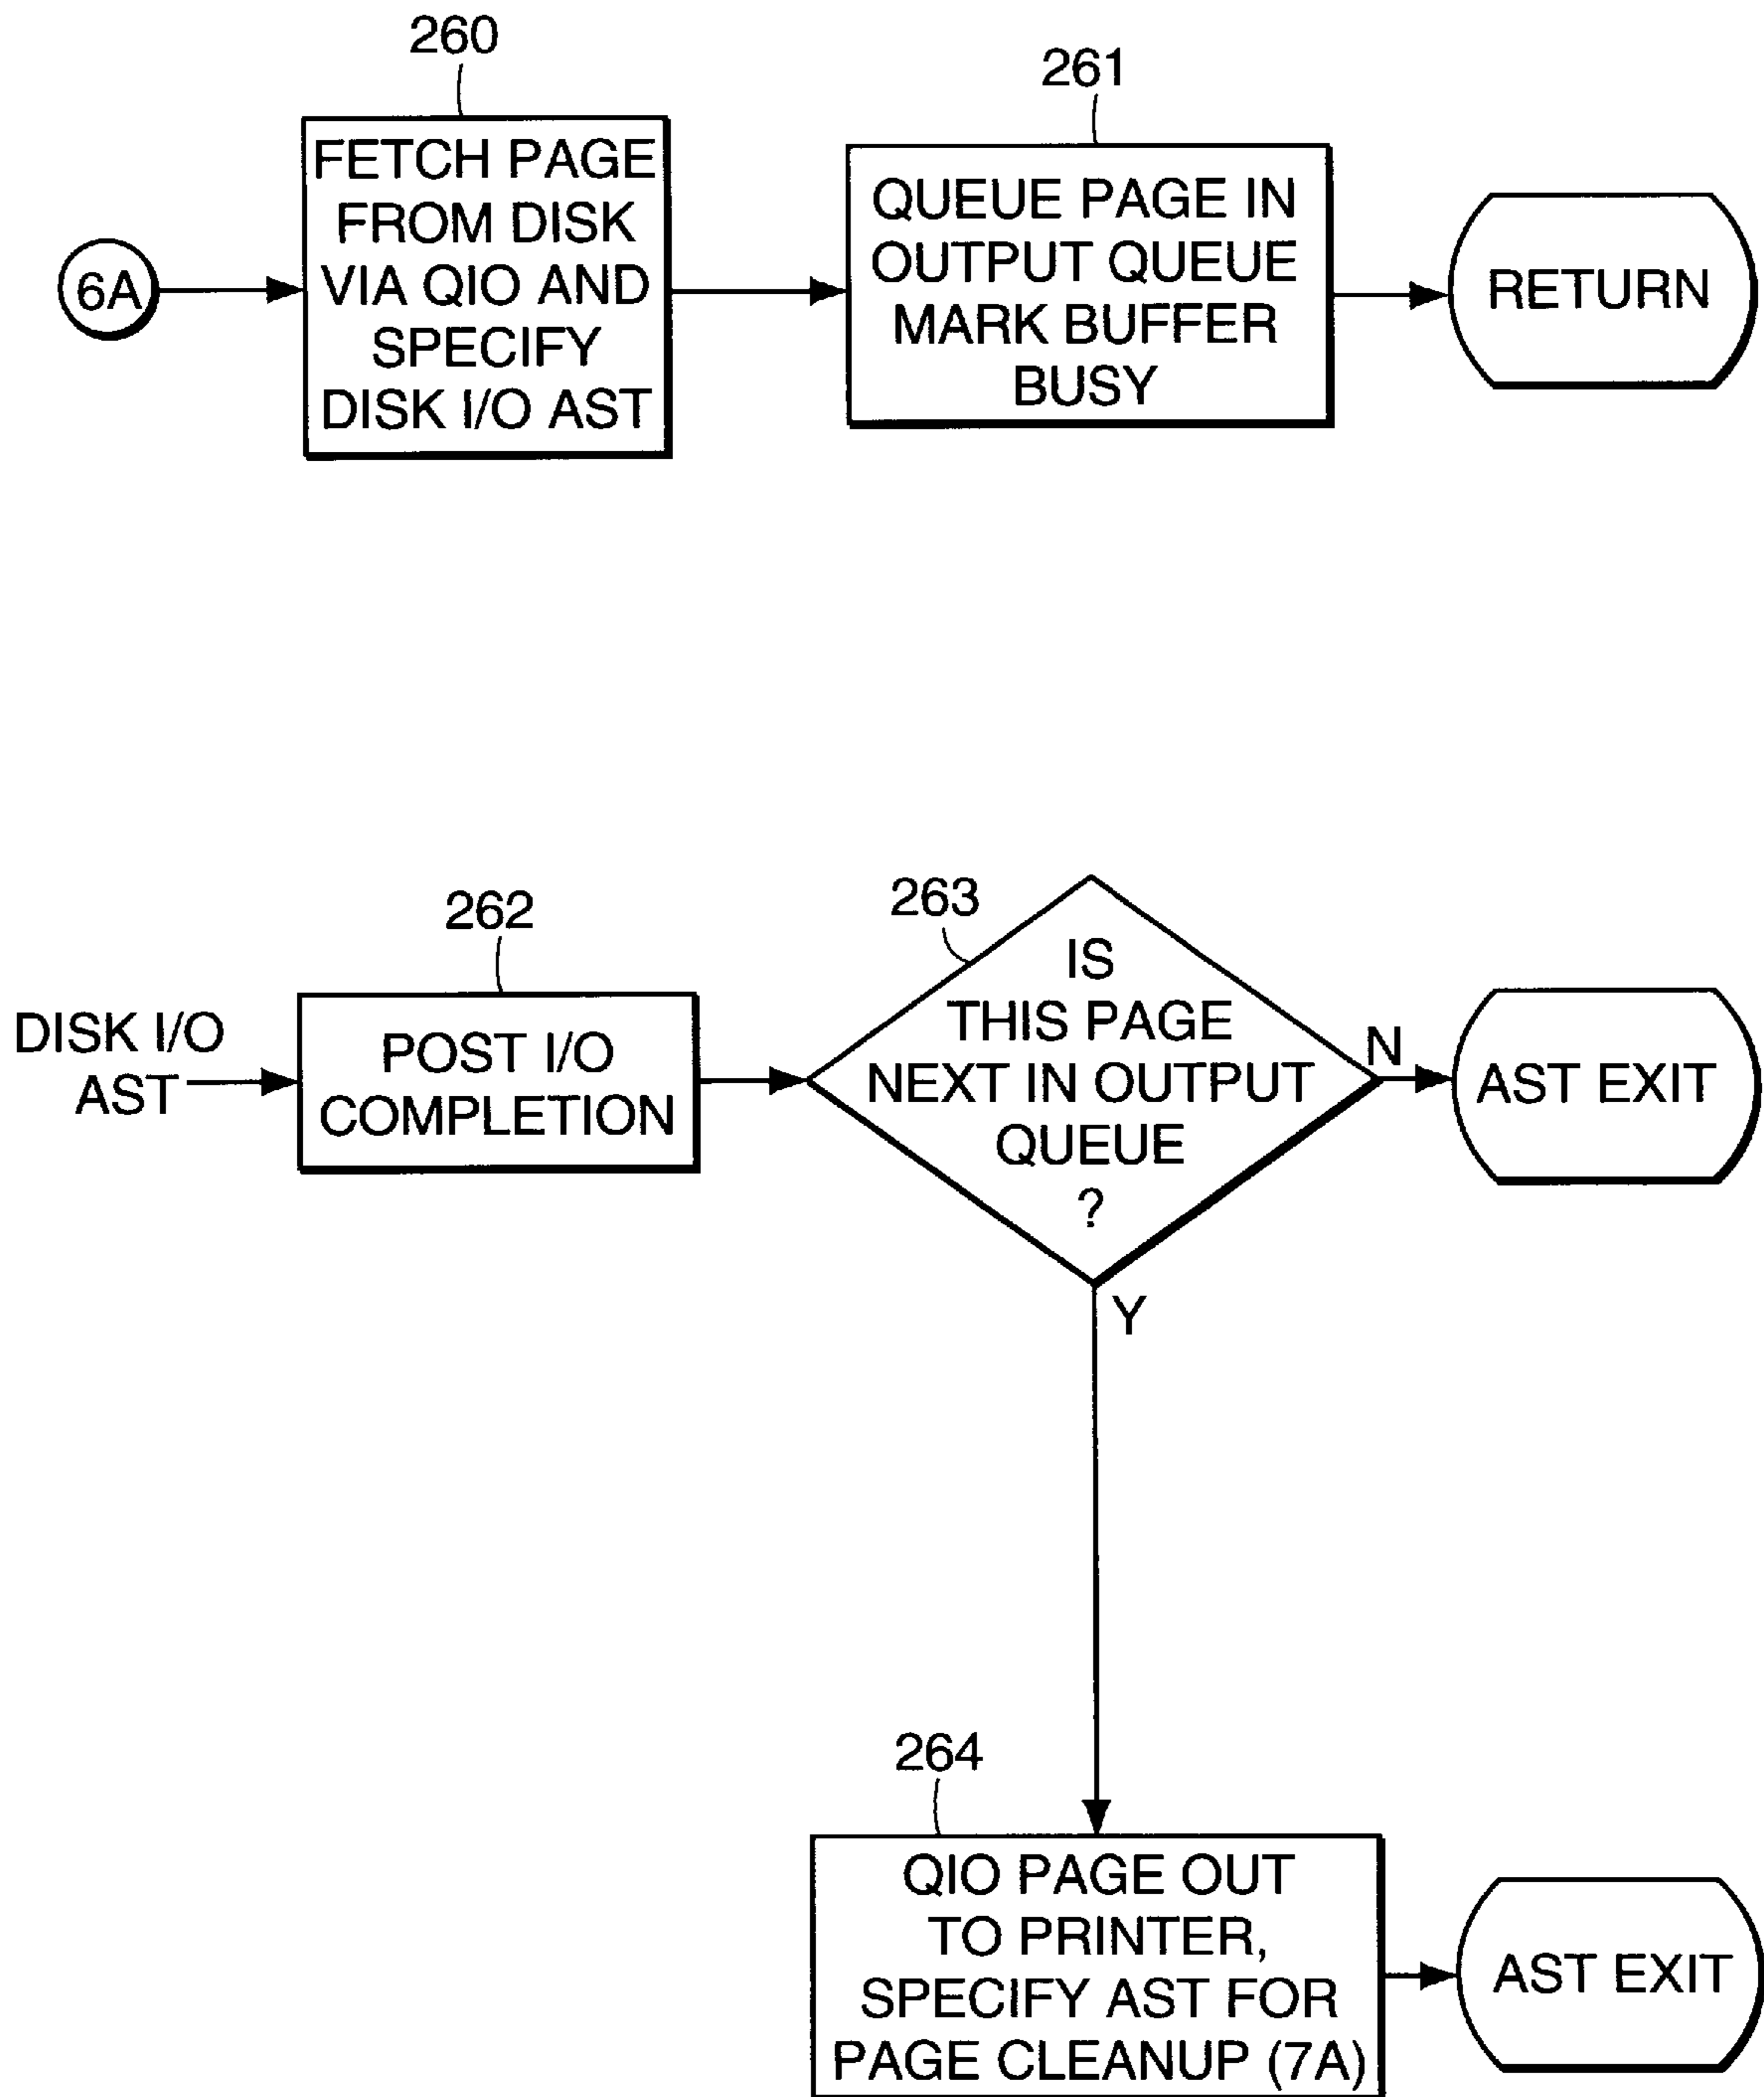 260
261
FETCH PAGE
FROM DISK
VIA QIO AND
SPECIFY
DISK I/O AST
QUEUE PAGE IN
OUTPUT QUEUE
MARK BUFFER
BUSY
6A
RETURN
262
263
DISK I/O
AST
POST I/O
COMPLETION
IS
THIS PAGE
NEXT IN OUTPUT
QUEUE
?
N
AST EXIT
Y
264
QIO PAGE OUT
TO PRINTER,
SPECIFY AST FOR
PAGE CLEANUP (7A)
AST EXIT